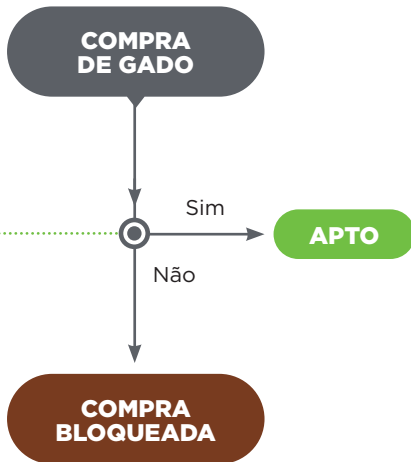 COMPRA
DE GADO
Sim
APTO
Não
COMPRA
BLOQUEADA